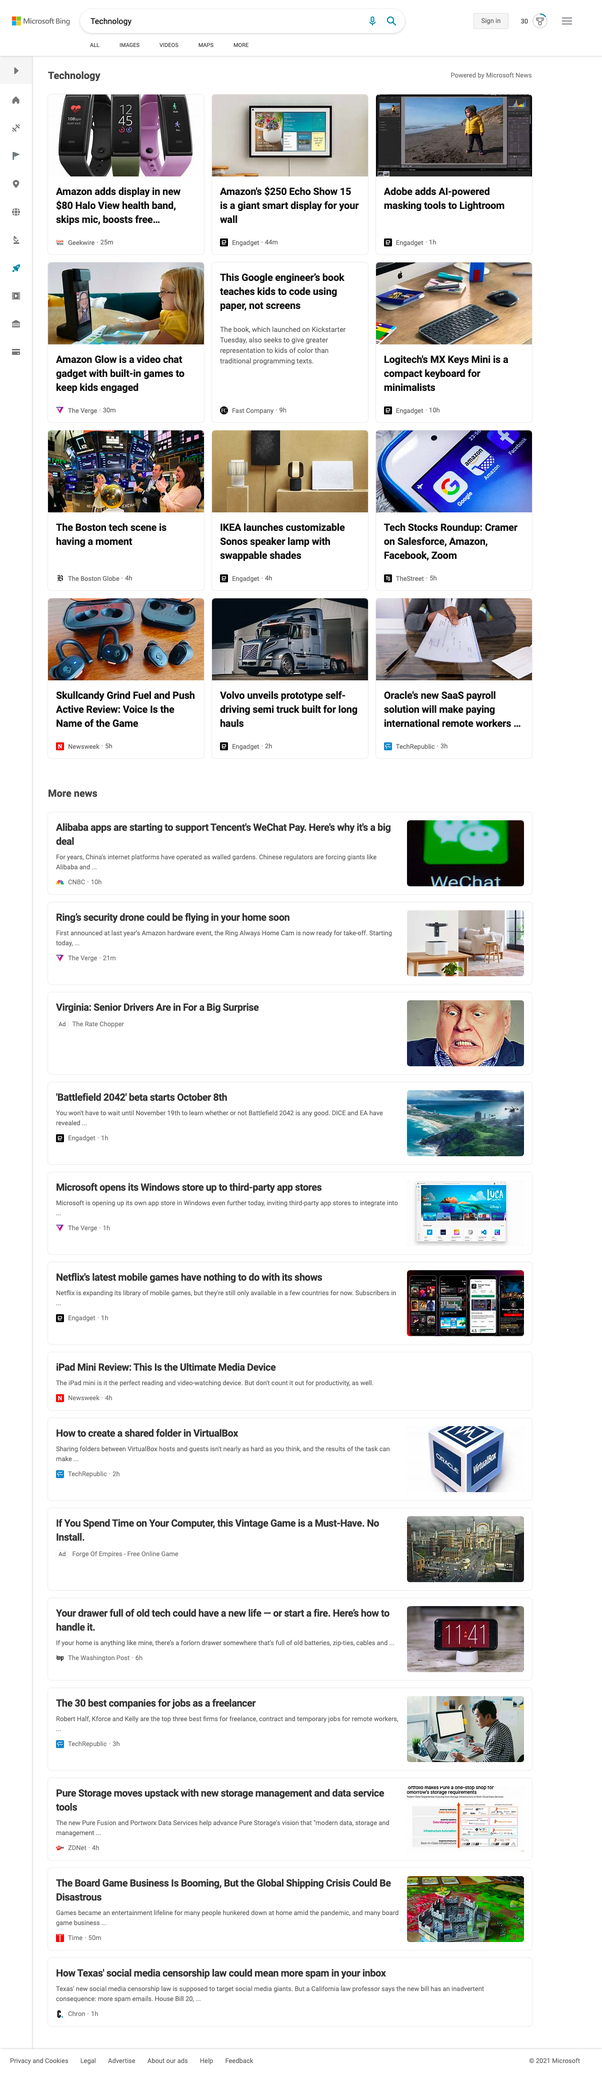 Microsoft Bing
Technology
Sign in
30
ALL IMAGES VIDEOS MAPS MORE
Technology
Powered by Microsoft News
Amazon adds display in new
$80 Halo View health band,
skips mic, boosts free...
Geekwire · 25m
Amazon's $250 Echo Show 15
is a giant smart display for your
wall
Engadget · 44m
Adobe adds AI-powered
masking tools to Lightroom
Engadget · 1h
Amazon Glow is a video chat
gadget with built-in games to
keep kids engaged
The Verge · 30m
This Google engineer's book
teaches kids to code using
paper, not screens
The book, which launched on Kickstarter
Tuesday, also seeks to give greater
representation to kids of color than
traditional programming texts.
Fast Company · 9h
Logitech's MX Keys Mini is a
compact keyboard for
minimalists
Engadget · 10h
The Boston tech scene is
having a moment
The Boston Globe · 4h
IKEA launches customizable
Sonos speaker lamp with
swappable shades
Engadget · 4h
Google
amazon
Amazon
Facebook
Tech Stocks Roundup: Cramer
on Salesforce, Amazon,
Facebook, Zoom
TheStreet · 5h
Skullcandy Grind Fuel and Push
Active Review: Voice Is the
Name of the Game
Newsweek · 5h
Volvo unveils prototype self-
driving semi truck built for long
hauls
Engadget · 2h
Oracle's new SaaS payroll
solution will make paying
international remote workers ...
TechRepublic · 3h
More news
Alibaba apps are starting to support Tencent's WeChat Pay. Here's why it's a big
deal
For years, China's internet platforms have operated as walled gardens. Chinese regulators are forcing giants like
Alibaba and ...
CNBC · 10h
WeChat
Ring's security drone could be flying in your home soon
First announced at last year's Amazon hardware event, the Ring Always Home Cam is now ready for take-off. Starting
today, ...
The Verge · 21m
Virginia: Senior Drivers Are in For a Big Surprise
Ad The Rate Chopper
'Battlefield 2042' beta starts October 8th
You won't have to wait until November 19th to learn whether or not Battlefield 2042 is any good. DICE and EA have
revealed ...
Engadget · 1h
Microsoft opens its Windows store up to third-party app stores
Microsoft is opening up its own app store in Windows even further today, inviting third-party app stores to integrate into
...
The Verge · 1h
LUCA
Netflix's latest mobile games have nothing to do with its shows
Netflix is expanding its library of mobile games, but they're still only available in a few countries for now. Subscribers in
...
Engadget · 1h
iPad Mini Review: This Is the Ultimate Media Device
The iPad mini is it the perfect reading and video-watching device. But don't count it out for productivity, as well.
Newsweek · 4h
How to create a shared folder in VirtualBox
Sharing folders between VirtualBox hosts and guests isn't nearly as hard as you think, and the results of the task can
make ...
TechRepublic · 2h
ORACLE
VirtualBox
If You Spend Time on Your Computer, this Vintage Game is a Must-Have. No
Install.
Ad Forge Of Empires - Free Online Game
Your drawer full of old tech could have a new life — or start a fire. Here's how to
handle it.
If your home is anything like mine, there's a forlorn drawer somewhere that's full of old batteries, zip-ties, cables and ...
The Washington Post · 6h
11:41
The 30 best companies for jobs as a freelancer
Robert Half, Kforce and Kelly are the top three best firms for freelance, contract and temporary jobs for remote workers,
...
TechRepublic · 3h
Pure Storage moves upstack with new storage management and data service
tools
The new Pure Fusion and Portworx Data Services help advance Pure Storage's vision that "modern data, storage and
management ...
ZDNet · 4h
ortfolio makes Pure a one-stop shop for
omorrow's storage requirements
The Board Game Business Is Booming, But the Global Shipping Crisis Could Be
Disastrous
Games became an entertainment lifeline for many people hunkered down at home amid the pandemic, and many board
game business ...
Time · 50m
How Texas' social media censorship law could mean more spam in your inbox
Texas' new social media censorship law is supposed to target social media giants. But a California law professor says the new bill has an inadvertent
consequence: more spam emails. House Bill 20, ...
Chron · 1h
Privacy and Cookies Legal Advertise About our ads Help Feedback
© 2021 Microsoft